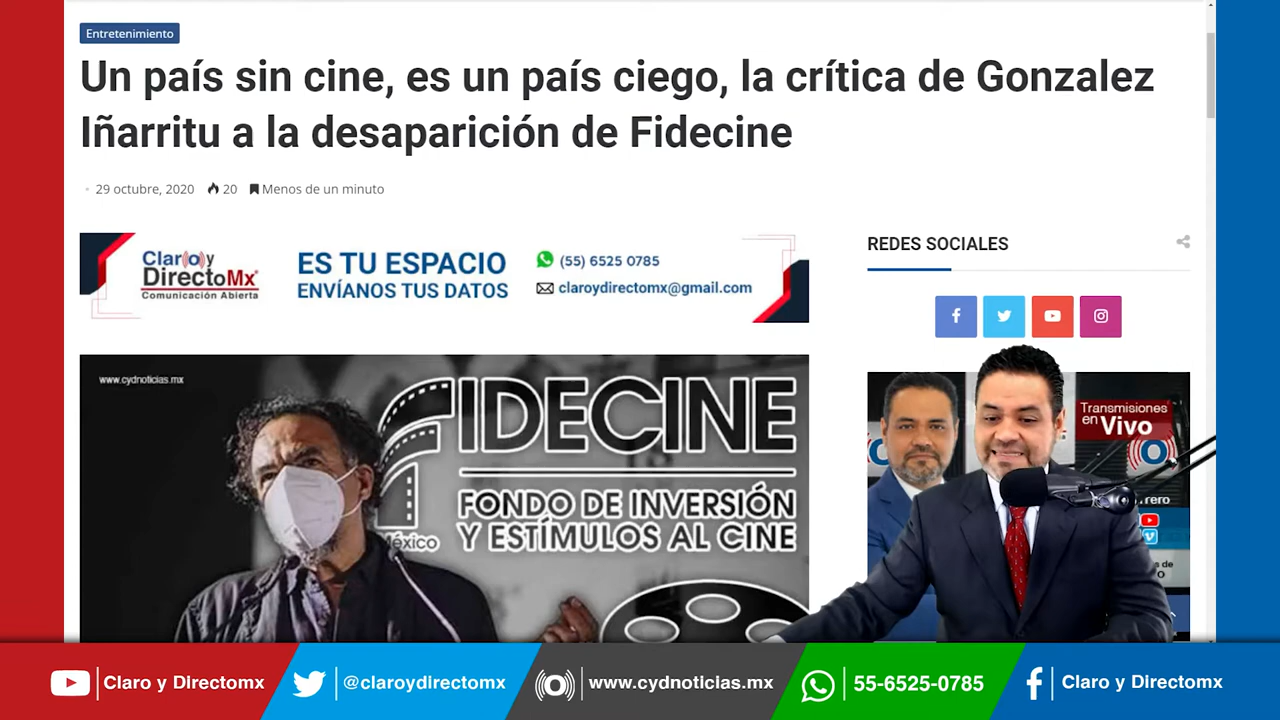 Entretenimiento
Un país sin cine, es un país ciego, la crítica de Gonzalez
Iñarritu a la desaparición de Fidecine
29 octubre, 2020 20 Menos de un minuto
Claro y
DirectoMx
Comunicación Abierta
ES TU ESPACIO
ENVÍANOS TUS DATOS
(55) 6525 0785
claroydirectomx@gmail.com
REDES SOCIALES
www.cydnoticias.mx
FIDECINE
FONDO DE INVERSIÓN
Y ESTÍMULOS AL CINE
México
Transmisiones
en Vivo
rrero
s de
O
Claro y Directomx
@claroydirectomx
www.cydnoticias.mx
55-6525-0785
Claro y Directomx